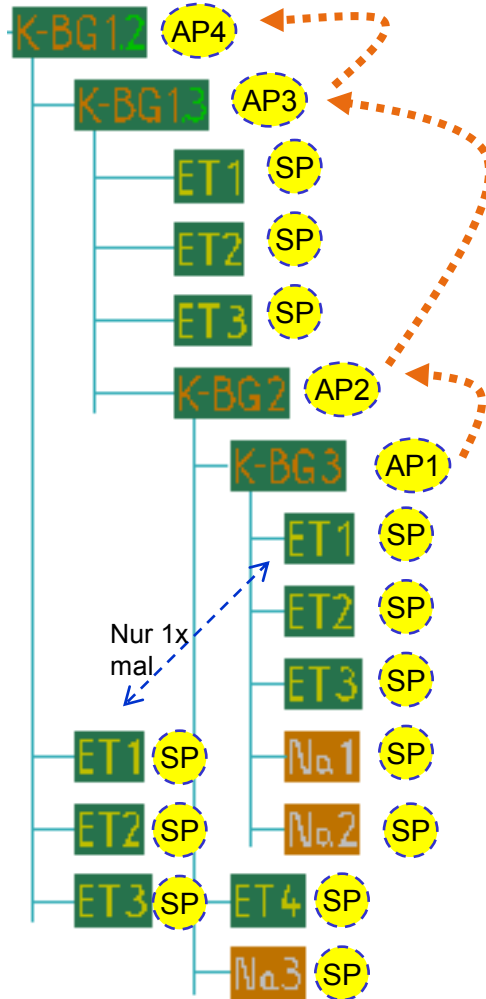 K-BG1.2 AP4
K-BG1.3 AP3
ET1 SP
ET2 SP
ET3 SP
K-BG2 AP2
K-BG3 AP1
ET1 SP
ET2 SP
Nur 1x
mal
ET3 SP
ET1 SP Na1 SP
ET2 SP Na2 SP
ET3 SP ET4 SP
Na3 SP